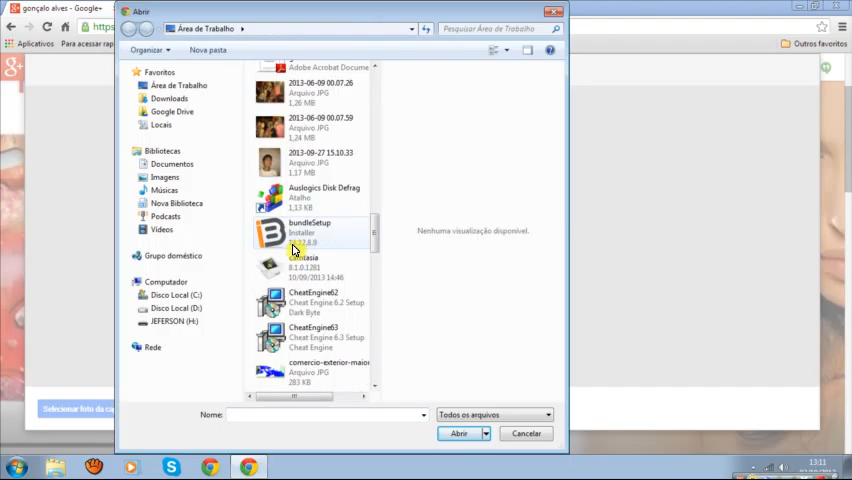 gonçalo alves - Google+
Abrir
https
Aplicativos
Para acessar rap
Outros favoritos
Área de Trabalho
Pesquisar Área de Trabalho
Organizar
Nova pasta
Favoritos
Área de Trabalho
Downloads
Google Drive
Locais
Bibliotecas
Documentos
Imagens
Músicas
Nova Biblioteca
Podcasts
Vídeos
Grupo doméstico
Computador
Disco Local (C:)
Disco Local (D:)
JEFERSON (H:)
Rede
Adobe Acrobat Docume
2013-06-09 00.07.26
Arquivo JPG
1,26 MB
2013-06-09 00.07.59
Arquivo JPG
1,24 MB
2013-09-27 15.10.33
Arquivo JPG
1,17 MB
Auslogics Disk Defrag
Atalho
1,13 KB
bundleSetup
Installer
camtasia
8.1.0.1281
10/09/2013 14:46
CheatEngine62
Cheat Engine 6.2 Setup
Dark Byte
CheatEngine63
Cheat Engine 6.3 Setup
Cheat Engine
comercio-exterior-maior
Arquivo JPG
283 KB
Nenhuma visualização disponível.
Selecionar foto da ca
Nome:
Todos os arquivos
Abrir
Cancelar
13:11